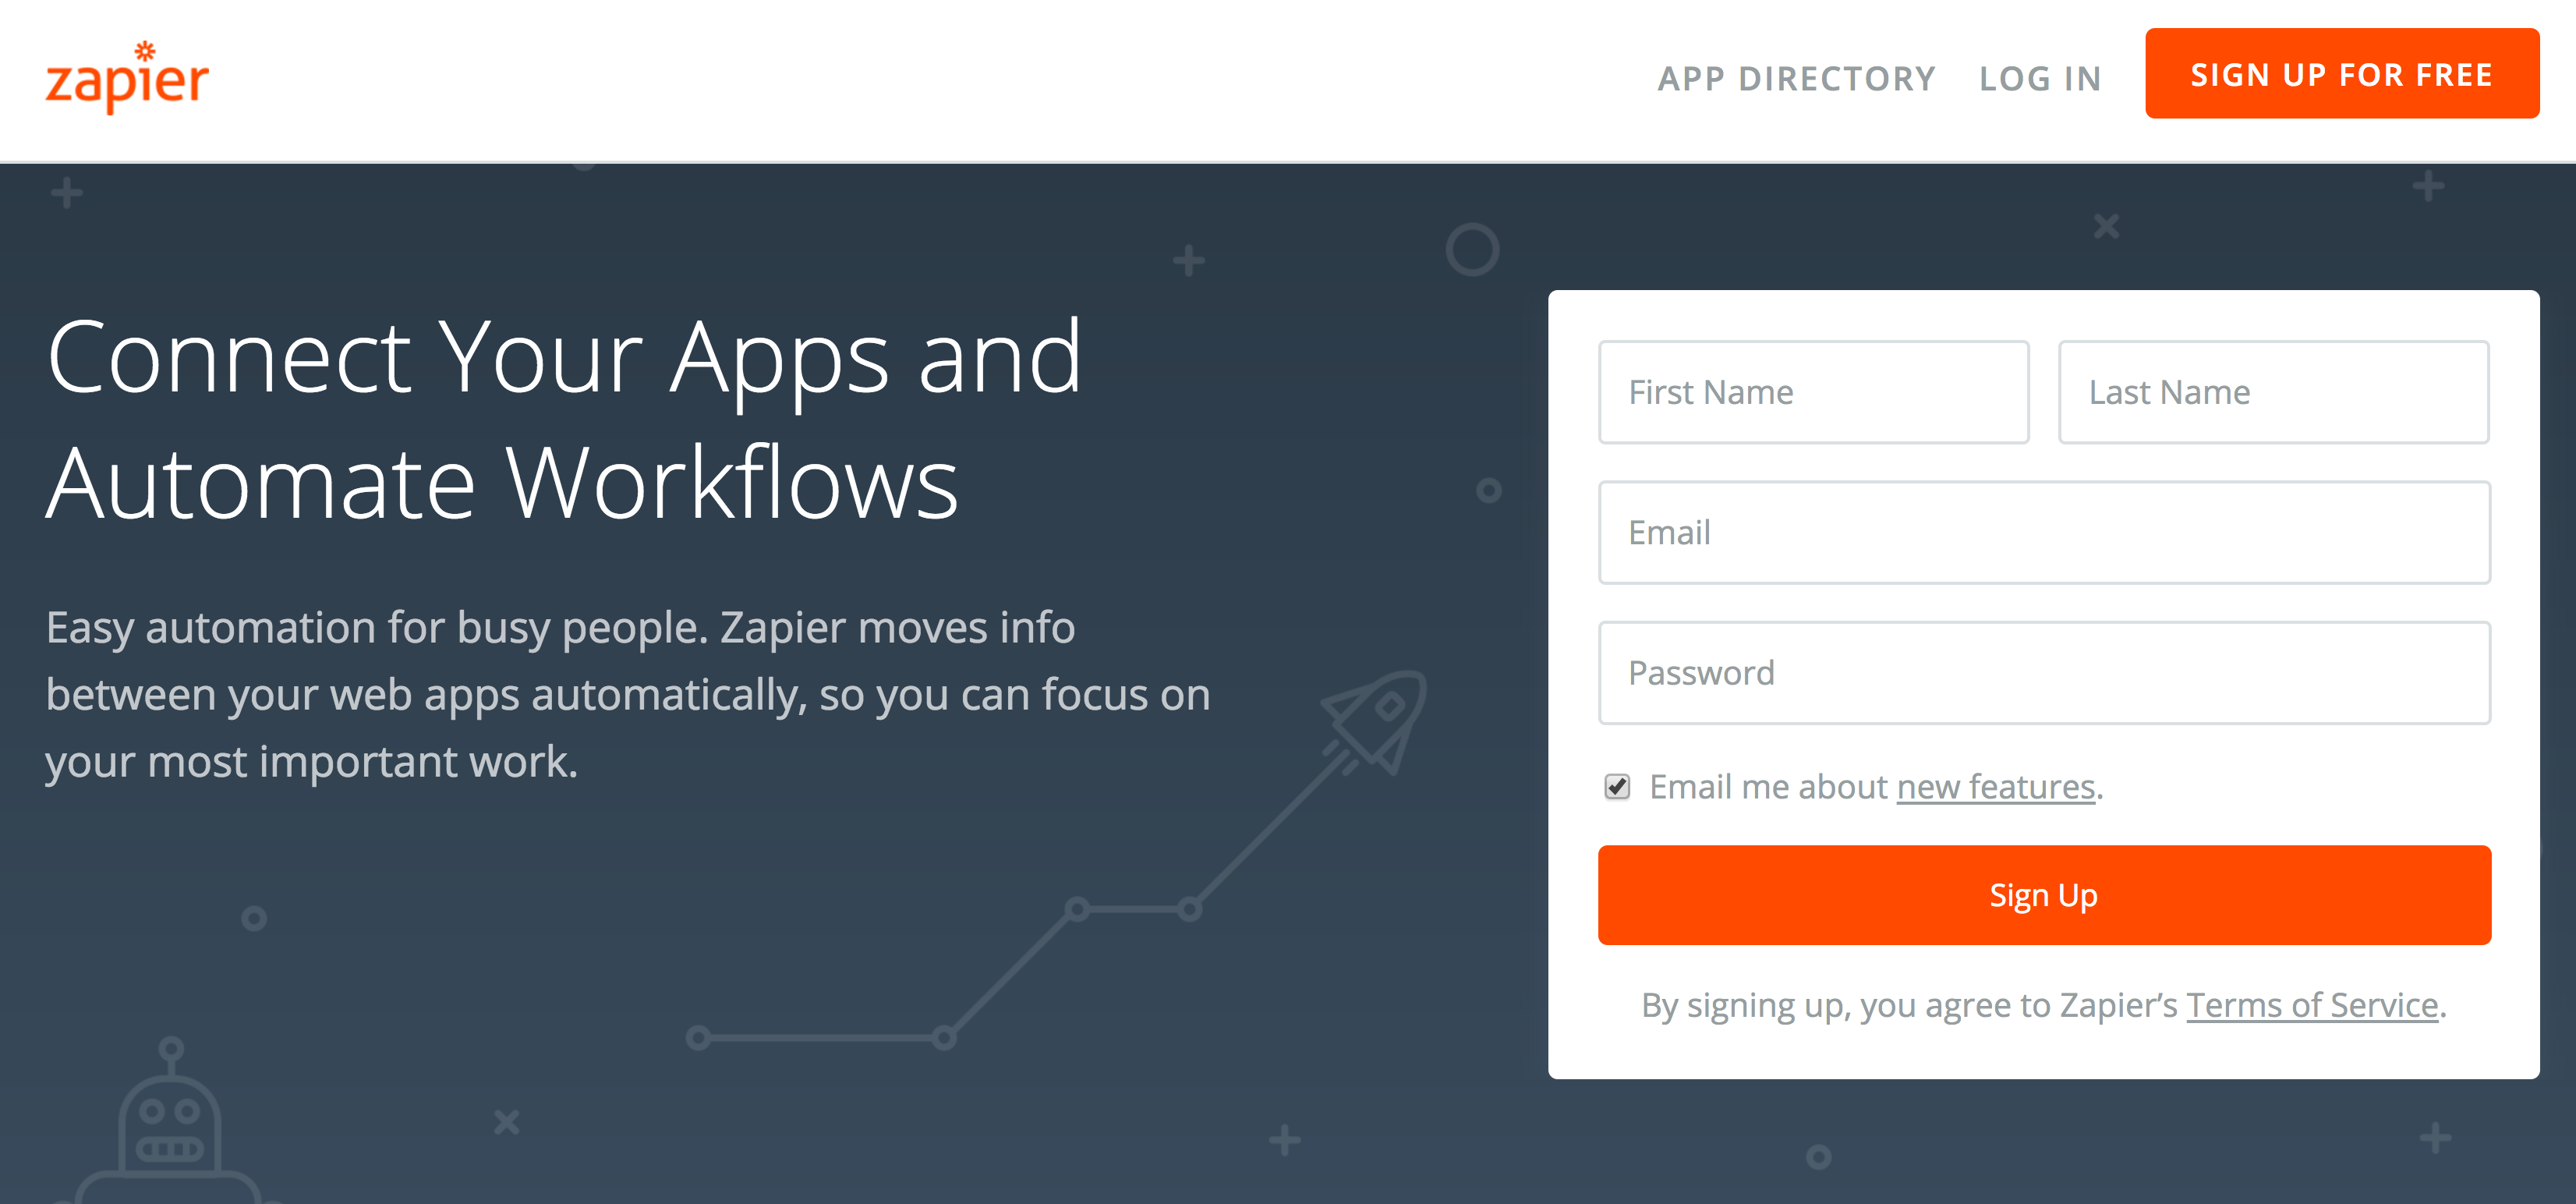 zapier
APP DIRECTORY
LOG IN
SIGN UP FOR FREE
Connect Your Apps and
Automate Workflows
Easy automation for busy people. Zapier moves info
between your web apps automatically, so you can focus on
your most important work.
First Name
Last Name
Email
Password
Email me about new features.
Sign Up
By signing up, you agree to Zapier’s Terms of Service.